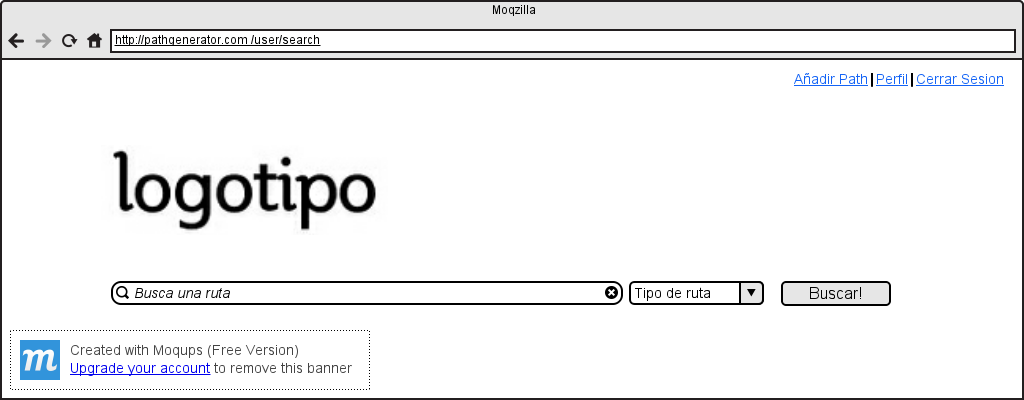 Moqzilla
http://pathgenerator.com /user/search
Añadir Path | Perfil | Cerrar Sesion
logotipo
Busca una ruta
Tipo de ruta
Buscar!
m
Created with Moqups (Free Version)
Upgrade your account to remove this banner